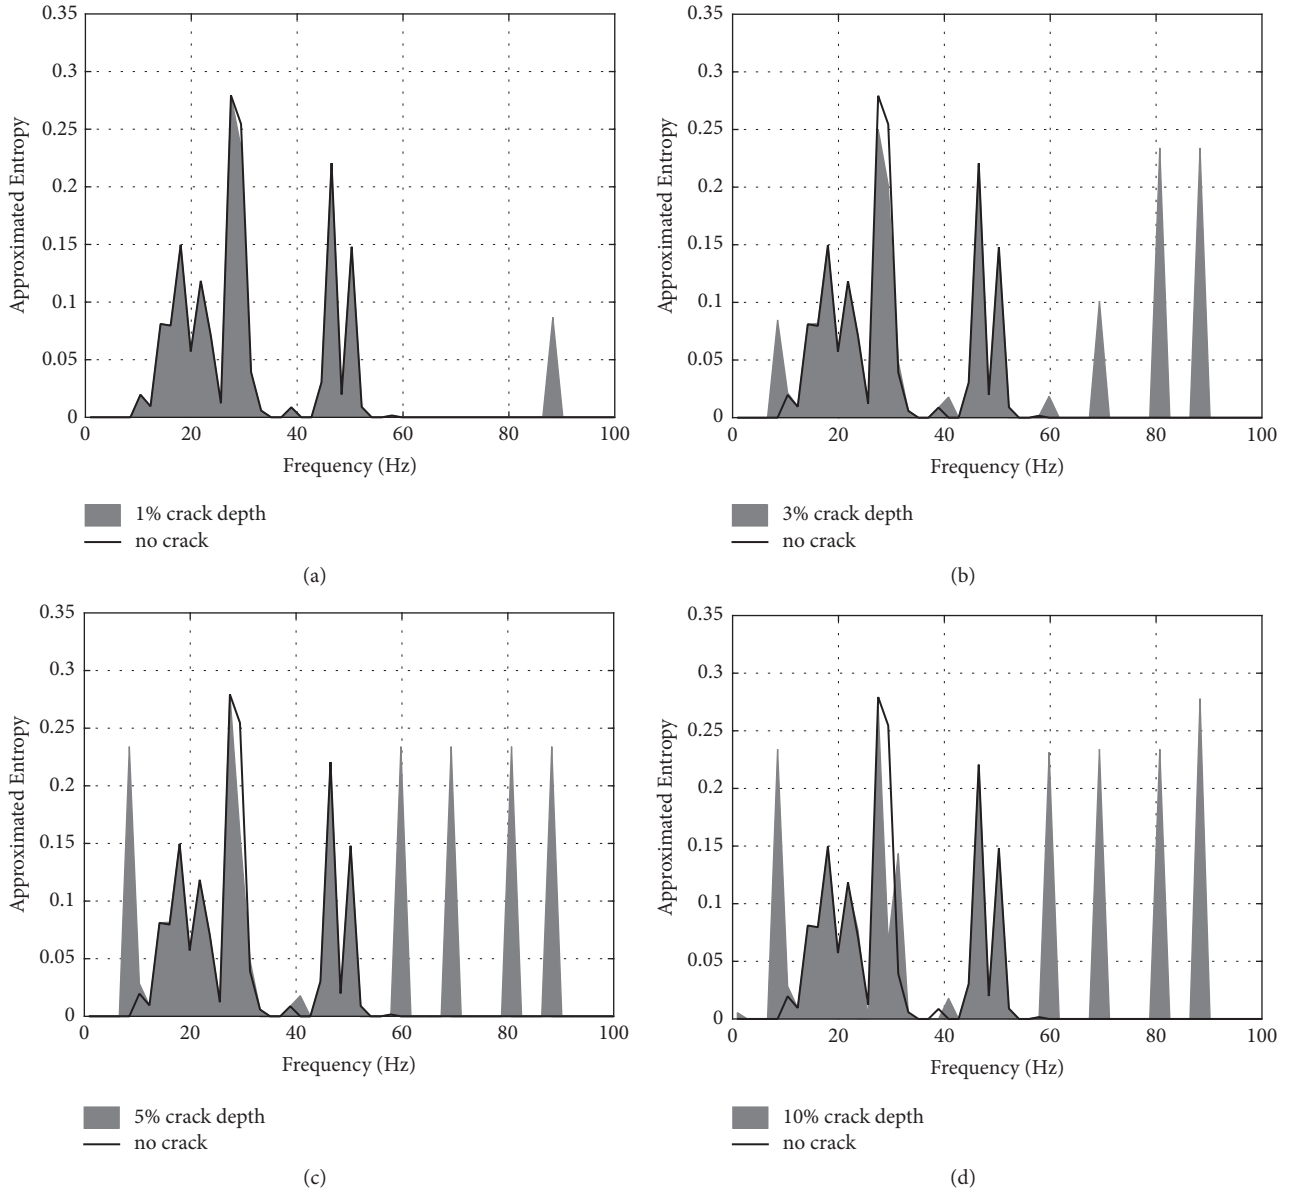 0.35
0.3
0.25
0.2
0.15
0.1
0.05
0
Approximated Entropy
0 20 40 60 80 100
Frequency (Hz)
1% crack depth
no crack
(a)
0.35
0.3
0.25
0.2
0.15
0.1
0.05
0
Approximated Entropy
0 20 40 60 80 100
Frequency (Hz)
3% crack depth
no crack
(b)
0.35
0.3
0.25
0.2
0.15
0.1
0.05
0
Approximated Entropy
0 20 40 60 80 100
Frequency (Hz)
5% crack depth
no crack
(c)
0.35
0.3
0.25
0.2
0.15
0.1
0.05
0
Approximated Entropy
0 20 40 60 80 100
Frequency (Hz)
10% crack depth
no crack
(d)